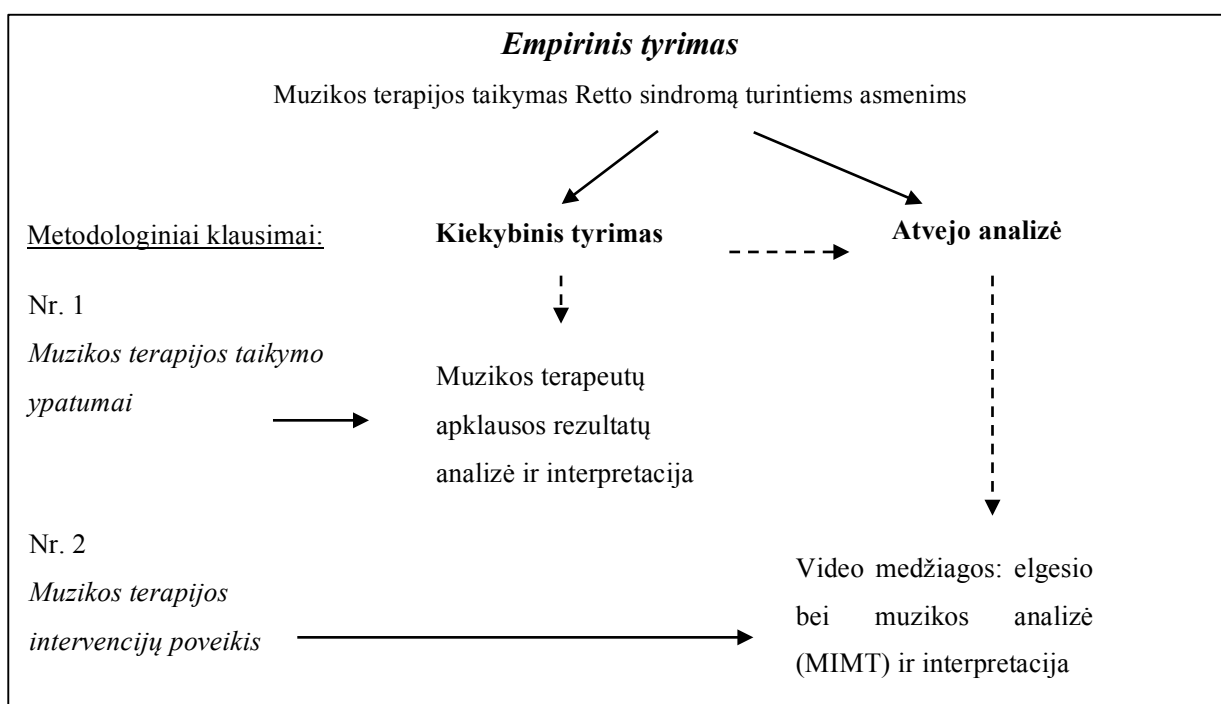 Empirinis tyrimas
Muzikos terapijos taikymas Retto sindromą turintiems asmenims
Metodologiniai klausimai:
Kiekybinis tyrimas
Atvejo analizė
Nr. 1
Muzikos terapijos taikymo
ypatumai
Muzikos terapeutų
apklausos rezultatų
analizė ir interpretacija
Nr. 2
Muzikos terapijos
intervencijų poveikis
Video medžiagos: elgesio
bei muzikos analizė
(MIMT) ir interpretacija